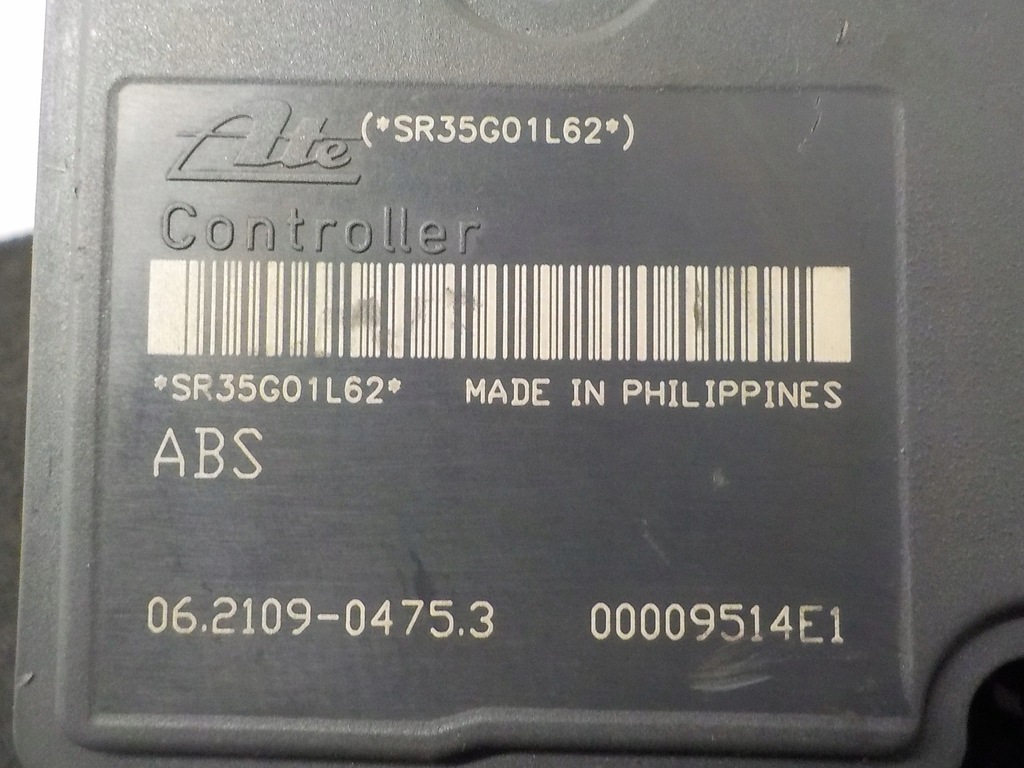 Ate (*SR35G01L62*)
Controller
*SR35G01L62* MADE IN PHILIPPINES
ABS
06.2109-0475.3 00009514E1